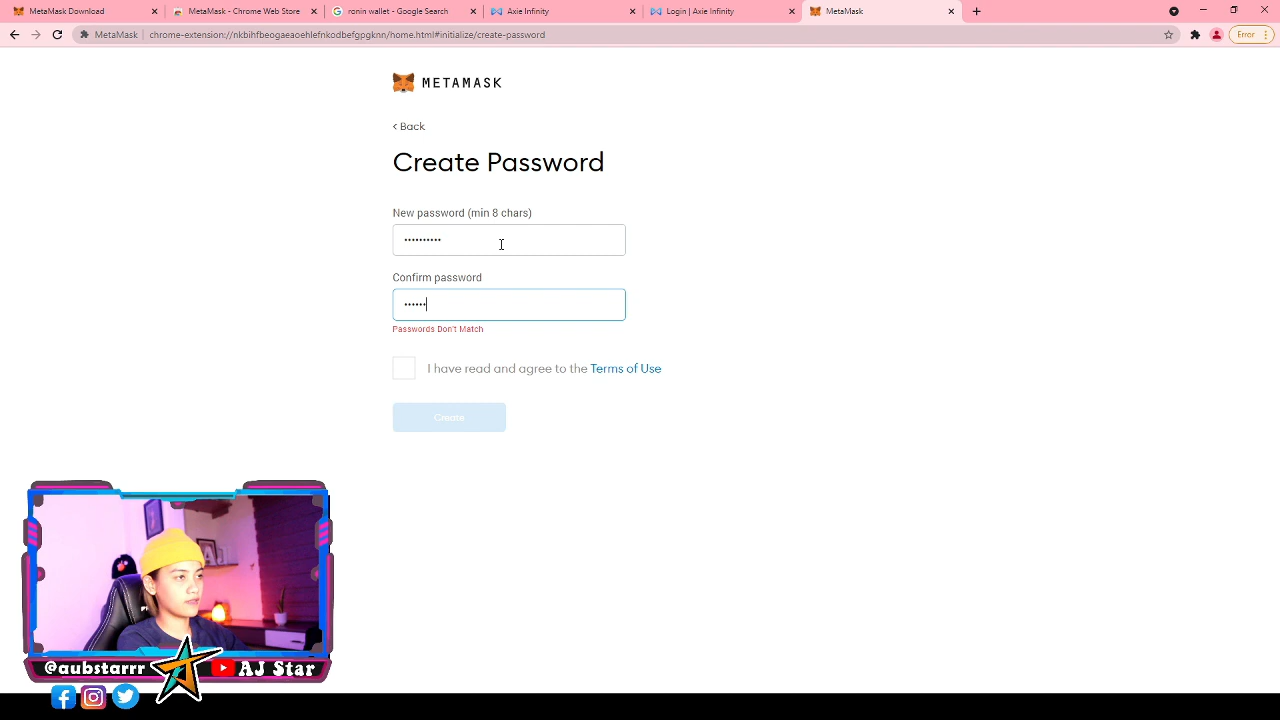 MetaMask Download
MetaMask - Chrome Web Store
ronin wallet - Google Search
Axie Infinity
Login | Axie Infinity
MetaMask
MetaMask
chrome-extension://nkbihfbeogaeaoehlefnkodbefgpgknn/home.html#initialize/create-password
Error
METAMASK
< Back
Create Password
New password (min 8 chars)
Confirm password
Passwords Don't Match
I have read and agree to the Terms of Use
Create
AJ
@aubstarrr
AJ Star